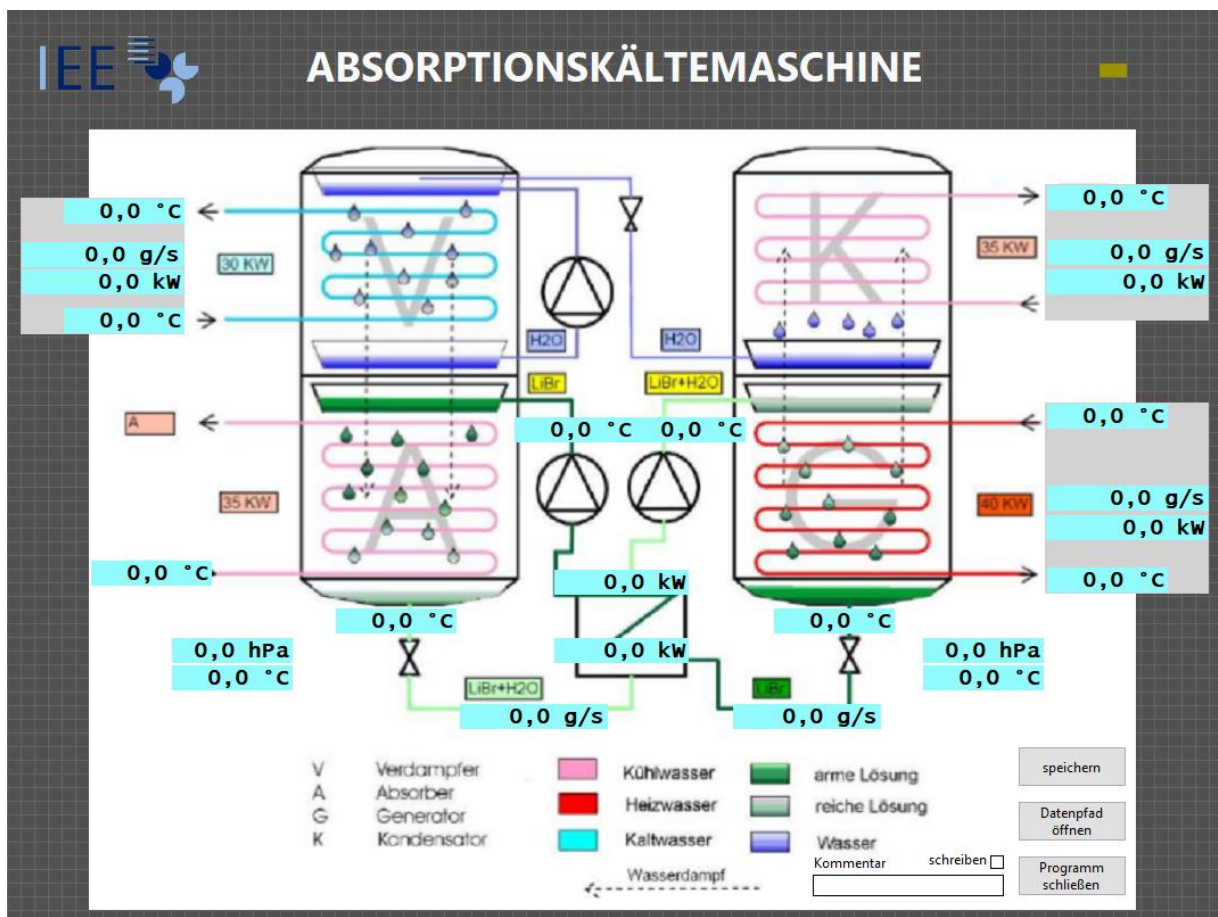 IEE
ABSORPTIONSKÄLTEMASCHINE
0,0 °C
0,0 g/s
30 KW
0,0 kW
0,0 °C
V
K
0,0 °C
35 KW
0,0 g/s
0,0 kW
H2O
H2O
LiBr
LiBr+H2O
A
0,0 °C
0,0 °C
0,0 °C
A
G
35 KW
40 KW
0,0 g/s
0,0 kW
0,0 °C
0,0 °C
0,0 kW
0,0 °C
0,0 °C
0,0 hPa
0,0 °C
0,0 kW
0,0 hPa
0,0 °C
LiBr+H2O
LiBr
0,0 g/s
0,0 g/s
V Verdampfer
A Absorber
G Generator
K Kondensator
Kühlwasser
Heizwasser
Kaltwasser
Wasserdampf
arme Lösung
reiche Lösung
Wasser
Kommentar schreiben
speichern
Datenpfad
öffnen
Programm
schließen